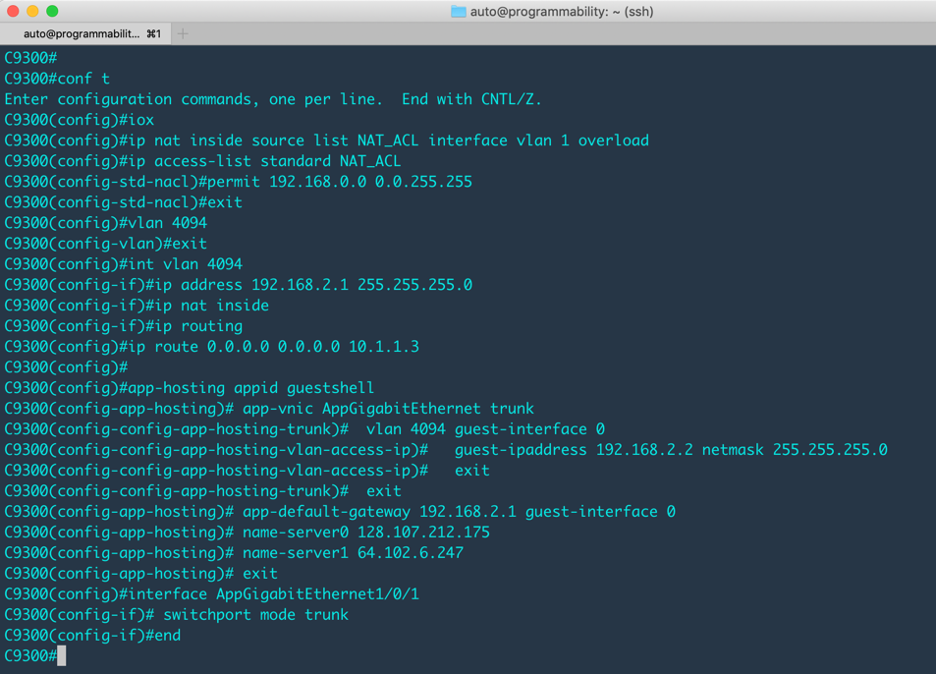 auto@programmability: ~ (ssh)
auto@programmabilit... ⌘1
C9300#
C9300#conf t
Enter configuration commands, one per line.  End with CNTL/Z.
C9300(config)#iox
C9300(config)#ip nat inside source list NAT_ACL interface vlan 1 overload
C9300(config)#ip access-list standard NAT_ACL
C9300(config-std-nacl)#permit 192.168.0.0 0.0.255.255
C9300(config-std-nacl)#exit
C9300(config)#vlan 4094
C9300(config-vlan)#exit
C9300(config)#int vlan 4094
C9300(config-if)#ip address 192.168.2.1 255.255.255.0
C9300(config-if)#ip nat inside
C9300(config-if)#ip routing
C9300(config)#ip route 0.0.0.0 0.0.0.0 10.1.1.3
C9300(config)#
C9300(config)#app-hosting appid guestshell
C9300(config-app-hosting)# app-vnic AppGigabitEthernet trunk
C9300(config-config-app-hosting-trunk)#  vlan 4094 guest-interface 0
C9300(config-config-app-hosting-vlan-access-ip)#   guest-ipaddress 192.168.2.2 netmask 255.255.255.0
C9300(config-config-app-hosting-vlan-access-ip)#   exit
C9300(config-config-app-hosting-trunk)#  exit
C9300(config-app-hosting)# app-default-gateway 192.168.2.1 guest-interface 0
C9300(config-app-hosting)# name-server0 128.107.212.175
C9300(config-app-hosting)# name-server1 64.102.6.247
C9300(config-app-hosting)# exit
C9300(config)#interface AppGigabitEthernet1/0/1
C9300(config-if)# switchport mode trunk
C9300(config-if)#end
C9300#